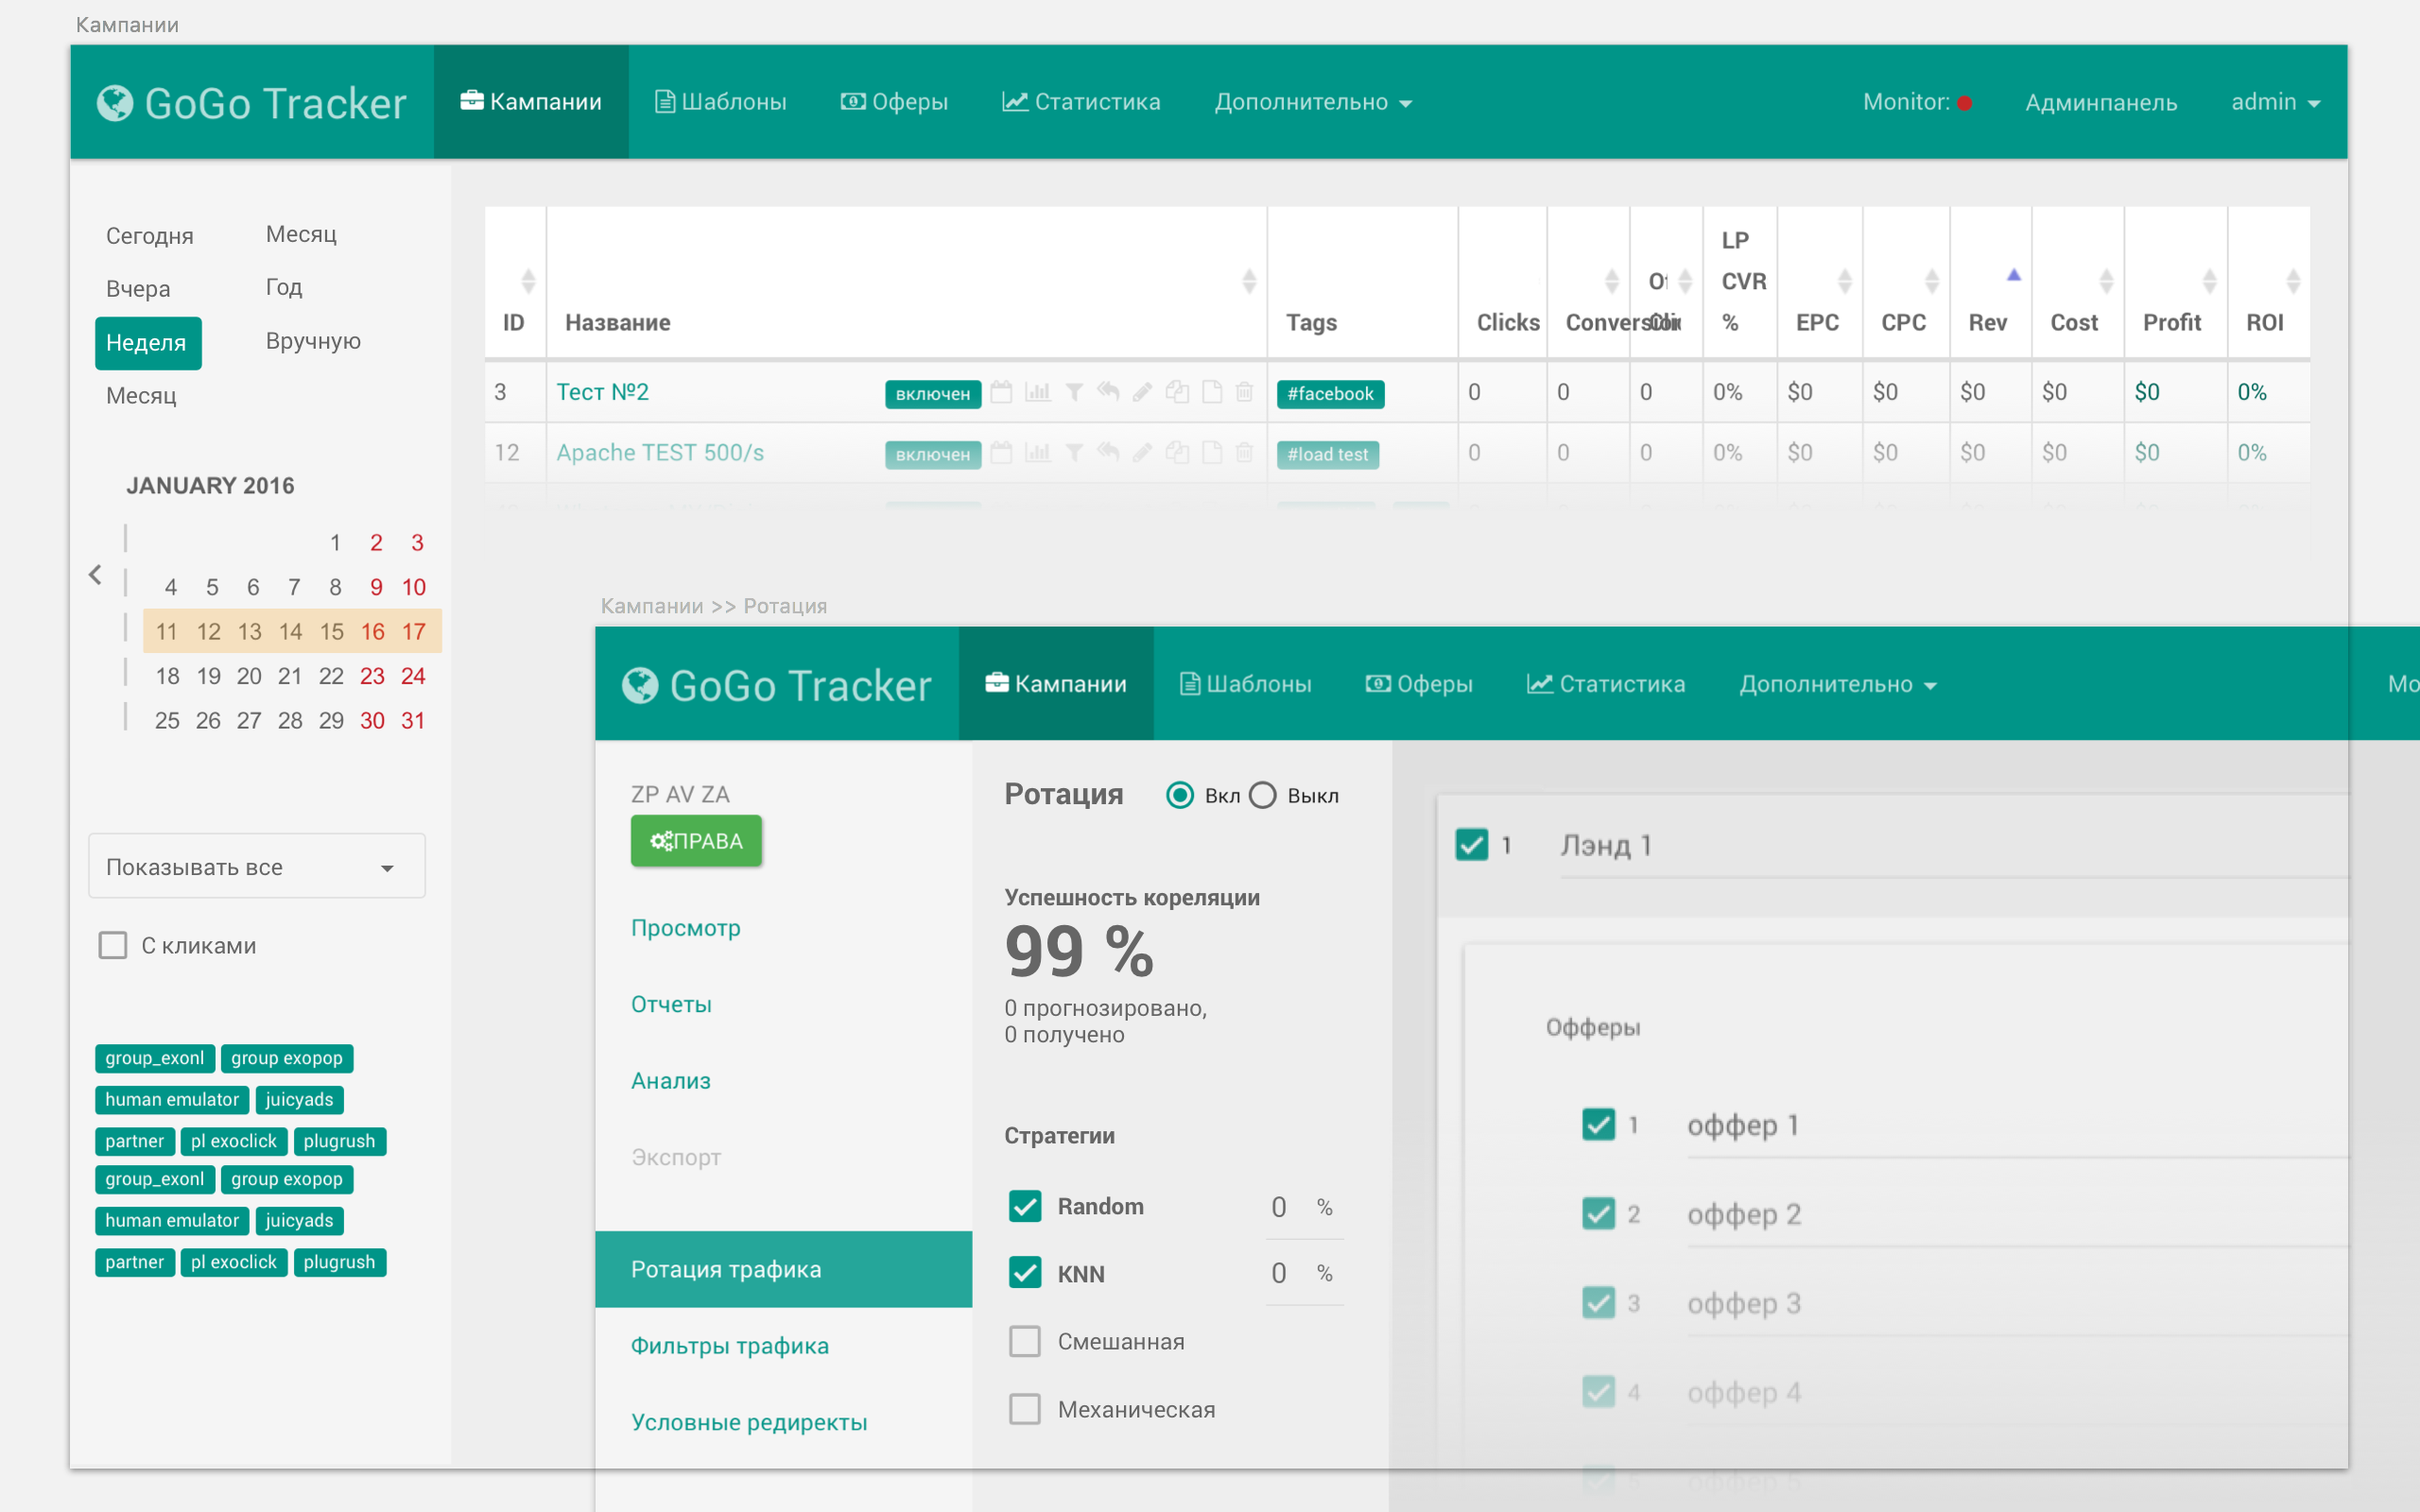 Кампании
GoGo Tracker Кампании Шаблоны Оферы Статистика Дополнительно Monitor: Админпанель admin
Сегодня Месяц
Вчера Год
Неделя Вручную
Месяц
JANUARY 2016
1 2 3
4 5 6 7 8 9 10
11 12 13 14 15 16 17
18 19 20 21 22 23 24
25 26 27 28 29 30 31
Показывать все
С кликами
group_exonl group exopop
human emulator juicyads
partner pl exoclick plugrush
group_exonl group exopop
human emulator juicyads
partner pl exoclick plugrush
ID Название Tags Clicks LP CVR % EPC CPC Rev Cost Profit ROI
3 Тест №2 включен #facebook 0 0 0 0% $0 $0 $0 $0 $0 0%
12 Apache TEST 500/s включен #load test 0 0 0 0% $0 $0 $0 $0 $0 0%
Кампании >> Ротация
GoGo Tracker Кампании Шаблоны Оферы Статистика Дополнительно Mo
ZP AV ZA
ПРАВА
Просмотр
Отчеты
Анализ
Экспорт
Ротация трафика
Фильтры трафика
Условные редиректы
Ротация Вкл Выкл
Успешность кореляции
99 %
0 прогнозировано,
0 получено
Стратегии
Random 0 %
KNN 0 %
Смешанная
Механическая
1 Лэнд 1
Офферы
1 оффер 1
2 оффер 2
3 оффер 3
4 оффер 4
5 оффер 5